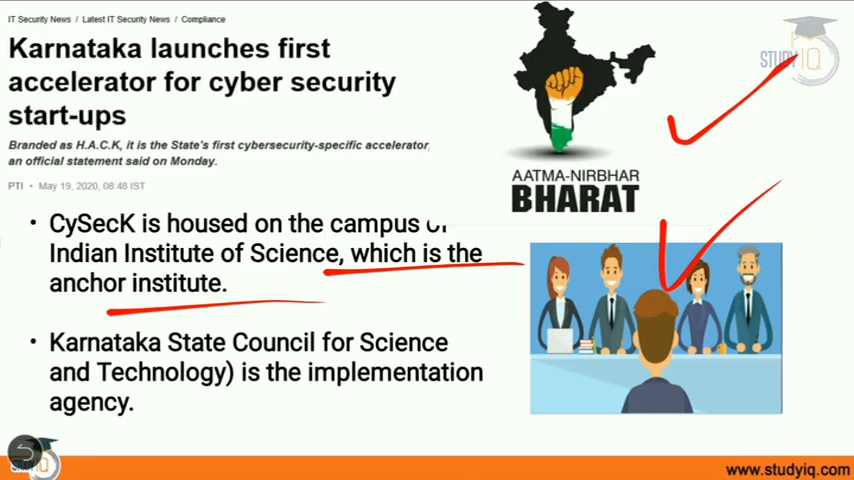 IT Security News / Latest IT Security News / Compliance
Karnataka launches first
accelerator for cyber security
start-ups
Branded as H.A.C.K, it is the State's first cybersecurity-specific accelerator,
an official statement said on Monday.
PTI • May 19, 2020, 08:48 IST
STUDY IQ
AATMA-NIRBHAR
BHARAT
• CySecK is housed on the campus of
Indian Institute of Science, which is the
anchor institute.
• Karnataka State Council for Science
and Technology) is the implementation
agency.
STUDY IQ
www.studyiq.com